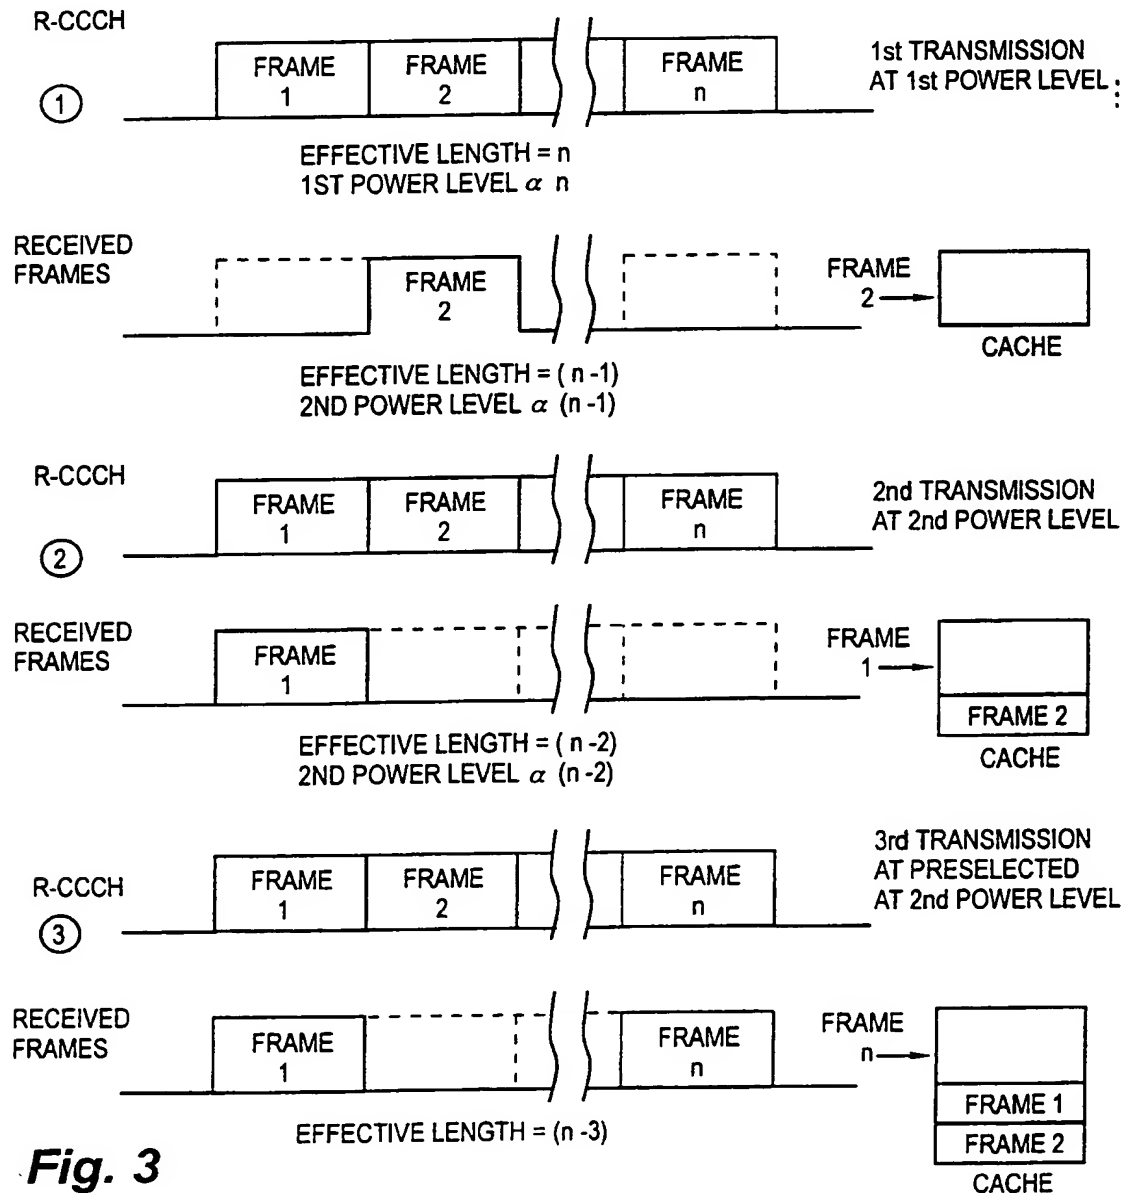 R-CCCH
1
FRAME
1
FRAME
2
FRAME
n
1st TRANSMISSION
AT 1st POWER LEVEL
EFFECTIVE LENGTH = n
1ST POWER LEVEL α n
RECEIVED
FRAMES
FRAME
2
FRAME
2
CACHE
EFFECTIVE LENGTH = ( n -1)
2ND POWER LEVEL α (n -1)
R-CCCH
2
FRAME
1
FRAME
2
FRAME
n
2nd TRANSMISSION
AT 2nd POWER LEVEL
RECEIVED
FRAMES
FRAME
1
FRAME
1
FRAME 2
CACHE
EFFECTIVE LENGTH = ( n -2)
2ND POWER LEVEL α (n -2)
R-CCCH
3
FRAME
1
FRAME
2
FRAME
n
3rd TRANSMISSION
AT PRESELECTED
AT 2nd POWER LEVEL
RECEIVED
FRAMES
FRAME
1
FRAME
n
FRAME
n
FRAME 1
FRAME 2
CACHE
EFFECTIVE LENGTH = (n -3)
Fig. 3